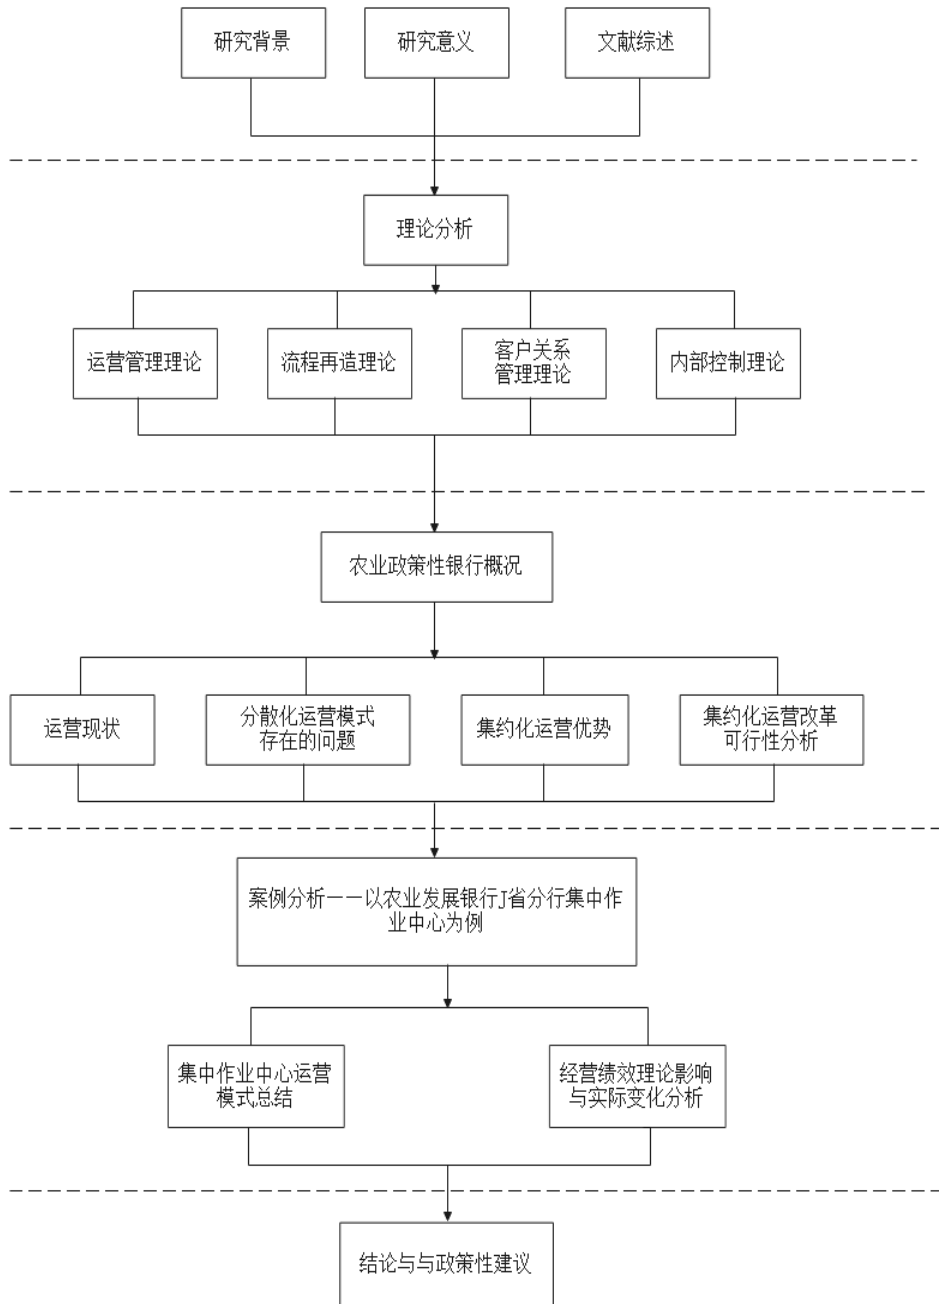 研究背景
研究意义
文献综述
理论分析
运营管理理论
流程再造理论
客户关系
管理理论
内部控制理论
农业政策性银行概况
运营现状
分散化运营模式
存在的问题
集约化运营优势
集约化运营改革
可行性分析
案例分析——以农业发展银行J省分行集中作
业中心为例
集中作业中心运营
模式总结
经营绩效理论影响
与实际变化分析
结论与与政策性建议